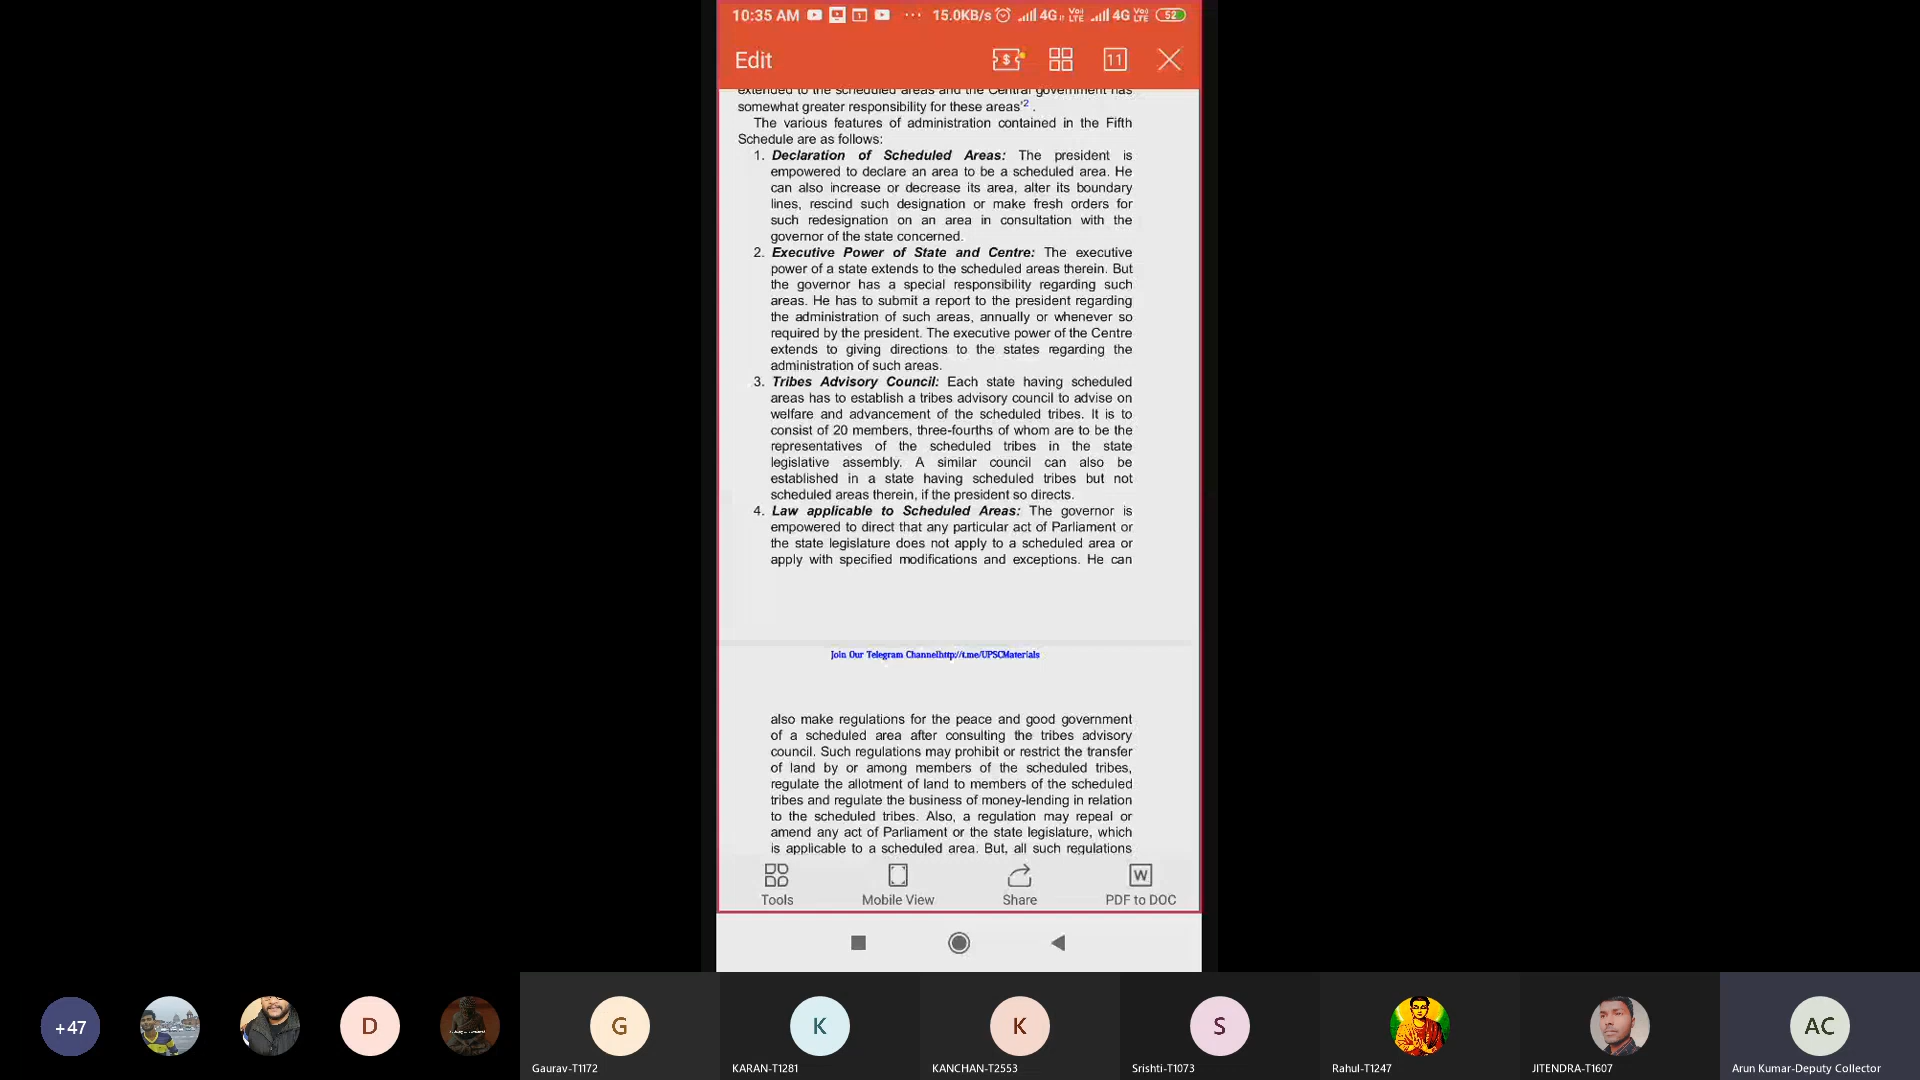 10:35 AM 15.0KB/s 4G VoLTE 4G VoLTE 52
Edit 11
extended to the scheduled areas and the Central government has
somewhat greater responsibility for these areas'2 .
The various features of administration contained in the Fifth
Schedule are as follows:
1. Declaration of Scheduled Areas: The president is
empowered to declare an area to be a scheduled area. He
can also increase or decrease its area, alter its boundary
lines, rescind such designation or make fresh orders for
such redesignation on an area in consultation with the
governor of the state concerned.
2. Executive Power of State and Centre: The executive
power of a state extends to the scheduled areas therein. But
the governor has a special responsibility regarding such
areas. He has to submit a report to the president regarding
the administration of such areas, annually or whenever so
required by the president. The executive power of the Centre
extends to giving directions to the states regarding the
administration of such areas.
3. Tribes Advisory Council: Each state having scheduled
areas has to establish a tribes advisory council to advise on
welfare and advancement of the scheduled tribes. It is to
consist of 20 members, three-fourths of whom are to be the
representatives of the scheduled tribes in the state
legislative assembly. A similar council can also be
established in a state having scheduled tribes but not
scheduled areas therein, if the president so directs.
4. Law applicable to Scheduled Areas: The governor is
empowered to direct that any particular act of Parliament or
the state legislature does not apply to a scheduled area or
apply with specified modifications and exceptions. He can
Join Our Telegram Channelhttp://t.me/UPSCMaterials
also make regulations for the peace and good government
of a scheduled area after consulting the tribes advisory
council. Such regulations may prohibit or restrict the transfer
of land by or among members of the scheduled tribes,
regulate the allotment of land to members of the scheduled
tribes and regulate the business of money-lending in relation
to the scheduled tribes. Also, a regulation may repeal or
amend any act of Parliament or the state legislature, which
is applicable to a scheduled area. But, all such regulations
Tools Mobile View Share PDF to DOC
+47 D G K K S AC
Gaurav-T1172 KARAN-T1281 KANCHAN-T2553 Srishti-T1073 Rahul-T1247 JITENDRA-T1607 Arun Kumar-Deputy Collector